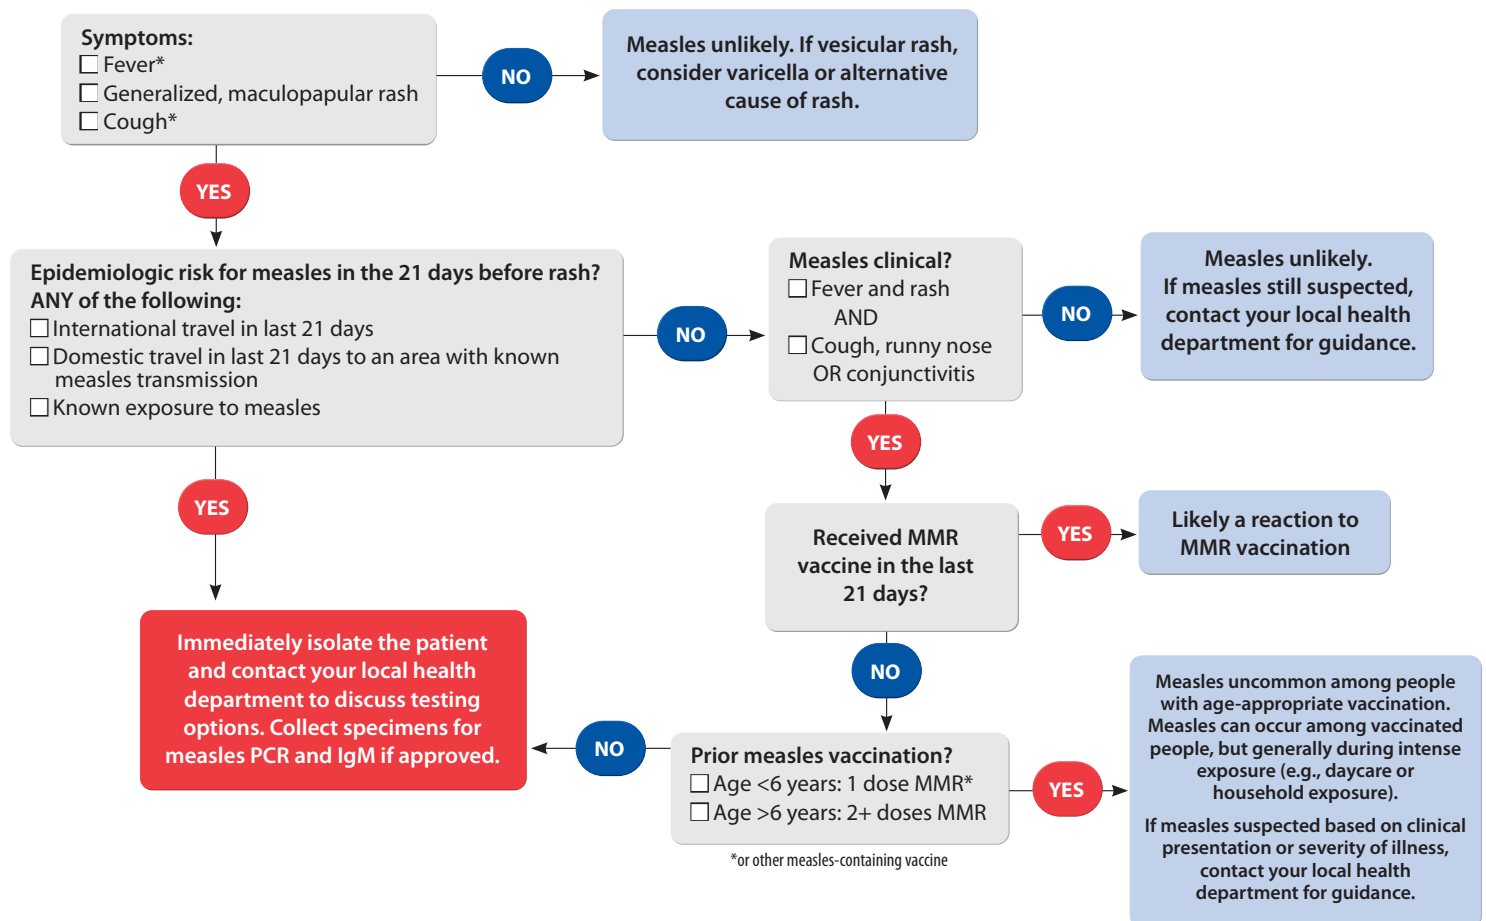 Symptoms:
Fever*
Generalized, maculopapular rash
Cough*
NO
Measles unlikely. If vesicular rash,
consider varicella or alternative
cause of rash.
YES
Epidemiologic risk for measles in the 21 days before rash?
ANY of the following:
International travel in last 21 days
Domestic travel in last 21 days to an area with known
measles transmission
Known exposure to measles
NO
Measles clinical?
Fever and rash
AND
Cough, runny nose
OR conjunctivitis
NO
Measles unlikely.
If measles still suspected,
contact your local health
department for guidance.
YES
YES
Received MMR
vaccine in the last
21 days?
YES
Likely a reaction to
MMR vaccination
Immediately isolate the patient
and contact your local health
department to discuss testing
options. Collect specimens for
measles PCR and IgM if approved.
NO
NO
Prior measles vaccination?
Age <6 years: 1 dose MMR*
Age >6 years: 2+ doses MMR
*or other measles-containing vaccine
YES
Measles uncommon among people
with age-appropriate vaccination.
Measles can occur among vaccinated
people, but generally during intense
exposure (e.g., daycare or
household exposure).
If measles suspected based on clinical
presentation or severity of illness,
contact your local health
department for guidance.